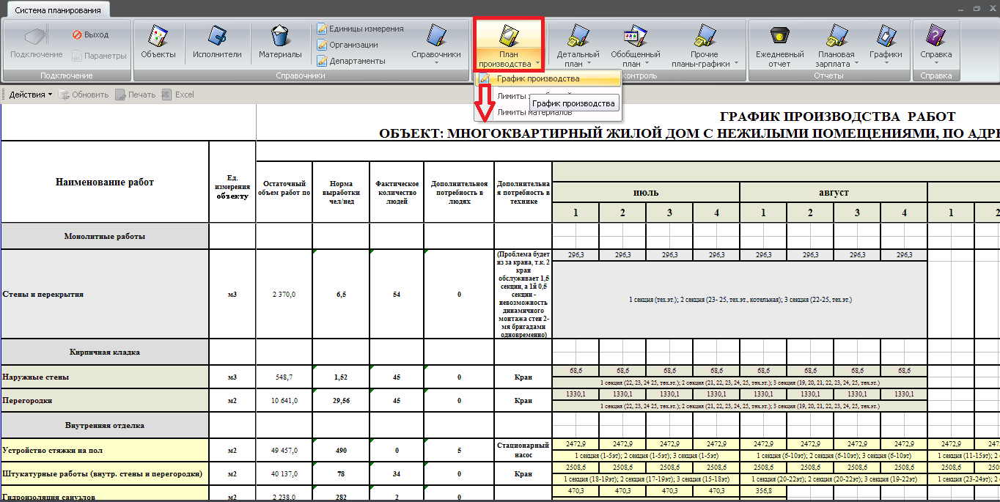 Система планирования
Подключение
Выход
Параметры
Подключение
Объекты
Исполнители
Материалы
Единицы измерения
Организации
Департаменты
Справочники
Справочники
План производства
Детальный план
Обобщенный план
Прочие планы-графики
контроль
Ежедневный отчет
Плановая зарплата
Графики
Отчеты
Справка
Справка
График производства
Лимиты
График производства
Лимиты материалов
Действия
Обновить
Печать
Excel
ГРАФИК ПРОИЗВОДСТВА РАБОТ
ОБЪЕКТ: МНОГОКВАРТИРНЫЙ ЖИЛОЙ ДОМ С НЕЖИЛЫМИ ПОМЕЩЕНИЯМИ, ПО АДРЕ
Наименование работ
Ед.
измерения
объекту
Остаточный
объем работ по
Норма
выработки
чел/нед
Фактическое
количество
людей
Дополнительноя
потребность в
людях
Дополнительна
я потребность в
технике
июль август
1 2 3 4 1 2 3 4 1 2
Монолитные работы
296,3 296,3 296,3 296,3 296,3 296,3 296,3 296,3
Стены и перекрытия м3 2 370,0 6,5 54 0
(Проблема будет
из за крана, т.к. 2
кран
обслуживает 1,5
секции, а 1й 0,5
секции -
невозможность
динамичного
монтажа стен 2-
мя бригадами
одновременно)
1 секция (тех.эт.); 2 секция (23- 25, тех.эт., котельная); 3 секция (22-25, тех.эт.)
Кирпичная кладка
68,6 68,6 68,6 68,6 68,6 68,6 68,6 68,6
Наружные стены м3 548,7 1,52 45 0 Кран
1 секция (22, 23, 24 25, тех.эт.); 2 секция (21, 22, 23, 24, 25, тех.эт.); 3 секция (19, 20, 21, 22, 23, 24, 25, тех.эт.)
1330,1 1330,1 1330,1 1330,1 1330,1 1330,1 1330,1 1330,1
Перегородки м2 10 641,0 29,56 45 0 Кран
1 секция (22, 23, 24 25, тех.эт.); 2 секция (21, 22, 23, 24, 25, тех.эт.); 3 секция (19, 20, 21, 22, 23, 24, 25, тех.эт.)
Внутренняя отделка
2472,9 2472,9 2472,9 2472,9 2472,9 2472,9 2472,9 2472,9 2472,9 2472
Устройство стяжки на пол м2 49 457,0 490 0 5 Стационарный насос
1 секция (1-5эт); 2 секция (1-5эт); 3 секция (1-5эт) 1 секция (6-10эт); 2 секция (6-10эт); 3 секция (6-10эт) 1 секция (11-15эт); 2
2508,6 2508,6 2508,6 2508,6 2508,6 2508,6 2508,6 2508,6 2508,6 2508
Штукатурные работы (внутр. стены и перегородки) м2 40 137,0 78 34 0 Кран
1 секция (18-19эт); 2 секция (17-19эт); 3 секция (15-18эт) 1 секция (20-22эт); 2 секция (20-22эт); 3 секция (19-22эт) 1 секция (23-24эт); 2
470,3 470,3 470,3 470,3 356,8
Гидроизоляция санузлов м2 2 238,0 282 2 0